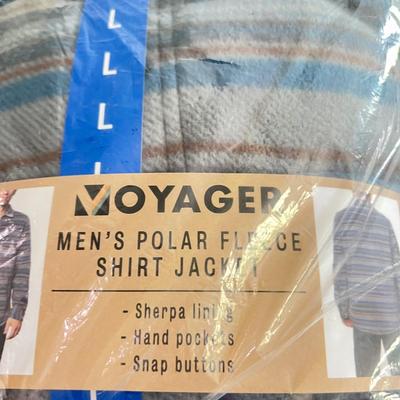 L
L
L
L
VOYAGER
MEN'S POLAR FLEECE
SHIRT JACKET
- Sherpa lining
- Hand pockets
- Snap buttons